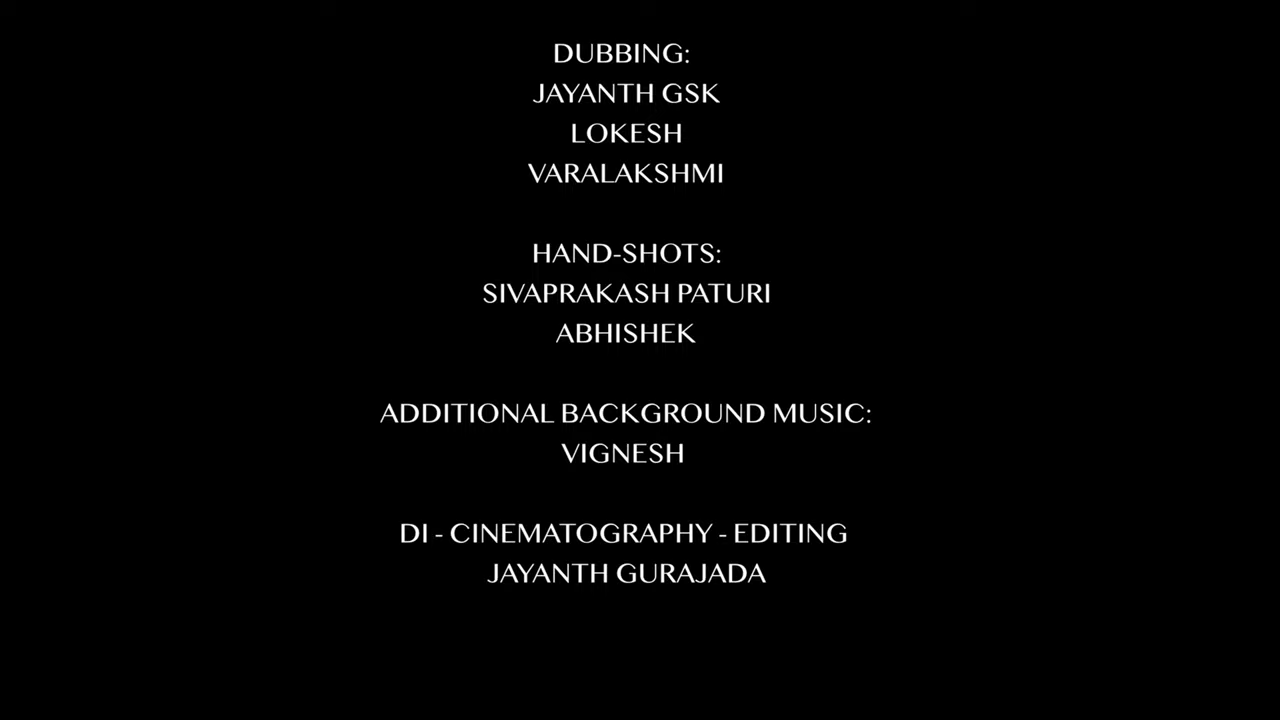 DUBBING:
JAYANTH GSK
LOKESH
VARALAKSHMI
HAND-SHOTS:
SIVAPRAKASH PATURI
ABHISHEK
ADDITIONAL BACKGROUND MUSIC:
VIGNESH
DI - CINEMATOGRAPHY - EDITING
JAYANTH GURAJADA